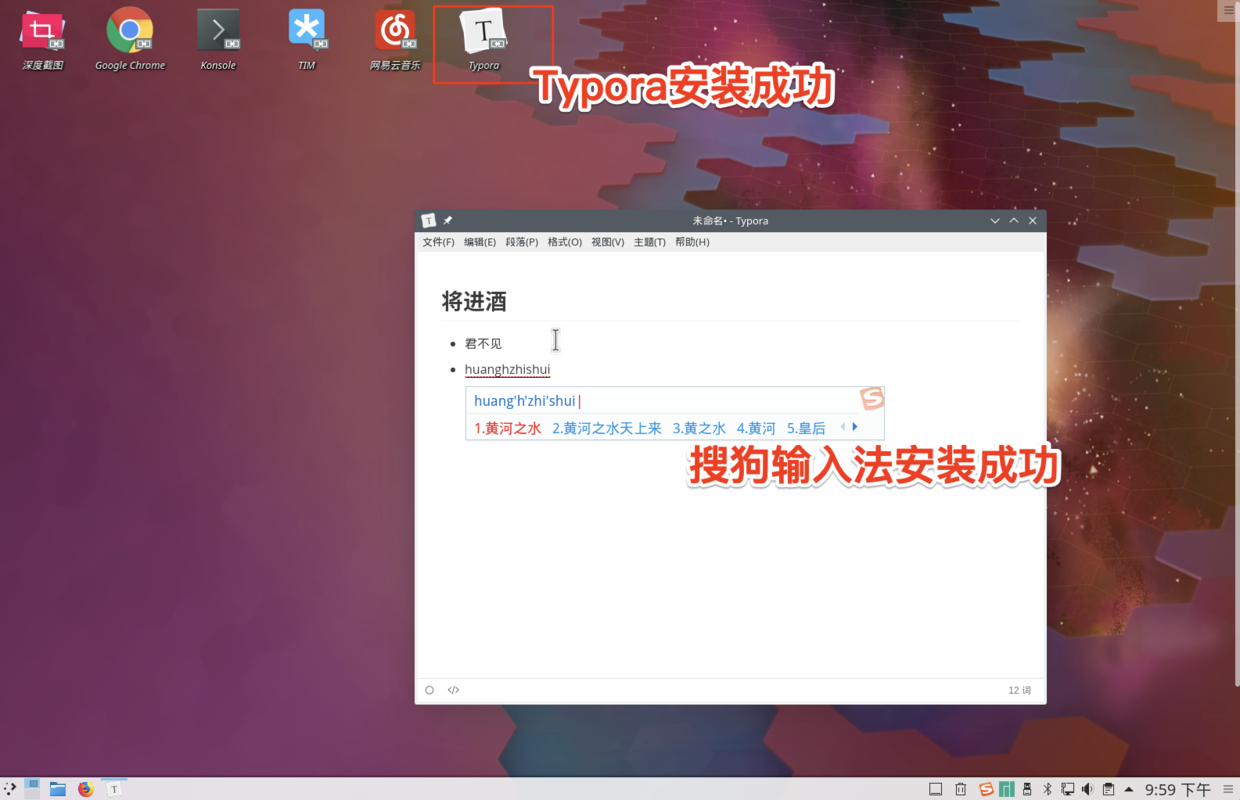 深度截图
Google Chrome
Konsole
TIM
网易云音乐
Typora
Typora安装成功
未命名• - Typora
文件(F) 编辑(E) 段落(P) 格式(O) 视图(V) 主题(T) 帮助(H)
将进酒
君不见
huanghzhishui
huang'h'zhi'shui
1.黄河之水 2.黄河之水天上来 3.黄之水 4.黄河 5.皇后
搜狗输入法安装成功
</> 12 词
9:59 下午